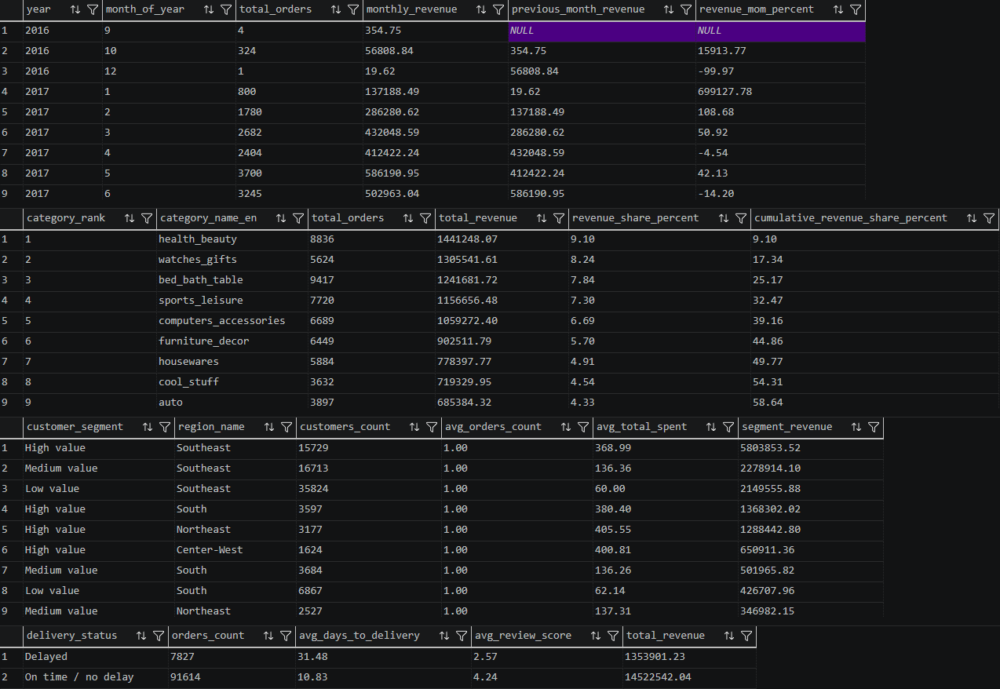 year month_of_year total_orders monthly_revenue previous_month_revenue revenue_mom_percent
1 2016 9 4 354.75 NULL NULL
2 2016 10 324 56808.84 354.75 15913.77
3 2016 12 1 19.62 56808.84 -99.97
4 2017 1 800 137188.49 19.62 699127.78
5 2017 2 1780 286280.62 137188.49 108.68
6 2017 3 2682 432048.59 286280.62 50.92
7 2017 4 2404 412422.24 432048.59 -4.54
8 2017 5 3700 586190.95 412422.24 42.13
9 2017 6 3245 502963.04 586190.95 -14.20
category_rank category_name_en total_orders total_revenue revenue_share_percent cumulative_revenue_share_percent
1 1 health_beauty 8836 1441248.07 9.10 9.10
2 2 watches_gifts 5624 1305541.61 8.24 17.34
3 3 bed_bath_table 9417 1241681.72 7.84 25.17
4 4 sports_leisure 7720 1156656.48 7.30 32.47
5 5 computers_accessories 6689 1059272.40 6.69 39.16
6 6 furniture_decor 6449 902511.79 5.70 44.86
7 7 housewares 5884 778397.77 4.91 49.77
8 8 cool_stuff 3632 719329.95 4.54 54.31
9 9 auto 3897 685384.32 4.33 58.64
customer_segment region_name customers_count avg_orders_count avg_total_spent segment_revenue
1 High value Southeast 15729 1.00 368.99 5803853.52
2 Medium value Southeast 16713 1.00 136.36 2278914.10
3 Low value Southeast 35824 1.00 60.00 2149555.88
4 High value South 3597 1.00 380.40 1368302.02
5 High value Northeast 3177 1.00 405.55 1288442.80
6 High value Center-West 1624 1.00 400.81 650911.36
7 Medium value South 3684 1.00 136.26 501965.82
8 Low value South 6867 1.00 62.14 426707.96
9 Medium value Northeast 2527 1.00 137.31 346982.15
delivery_status orders_count avg_days_to_delivery avg_review_score total_revenue
1 Delayed 7827 31.48 2.57 1353901.23
2 On time / no delay 91614 10.83 4.24 14522542.04